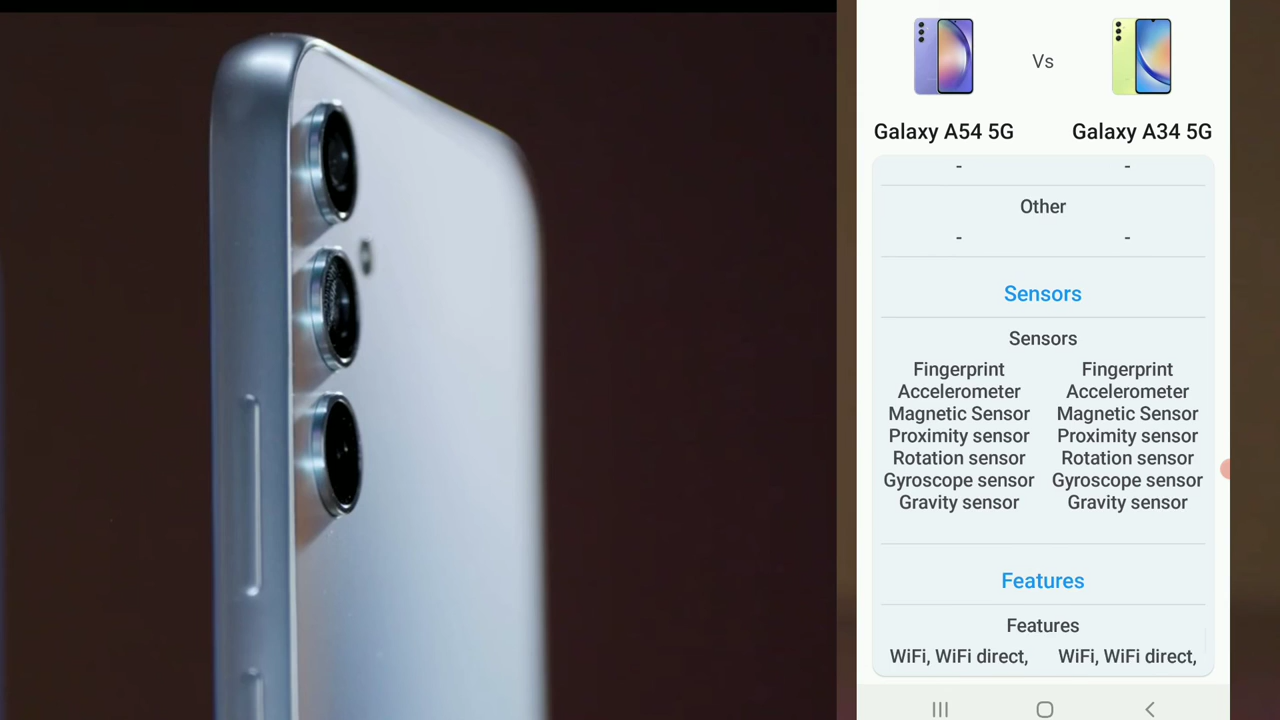 Vs
Galaxy A54 5G Galaxy A34 5G
- -
Other
- -
Sensors
Sensors
Fingerprint Fingerprint
Accelerometer Accelerometer
Magnetic Sensor Magnetic Sensor
Proximity sensor Proximity sensor
Rotation sensor Rotation sensor
Gyroscope sensor Gyroscope sensor
Gravity sensor Gravity sensor
Features
Features
WiFi, WiFi direct, WiFi, WiFi direct,